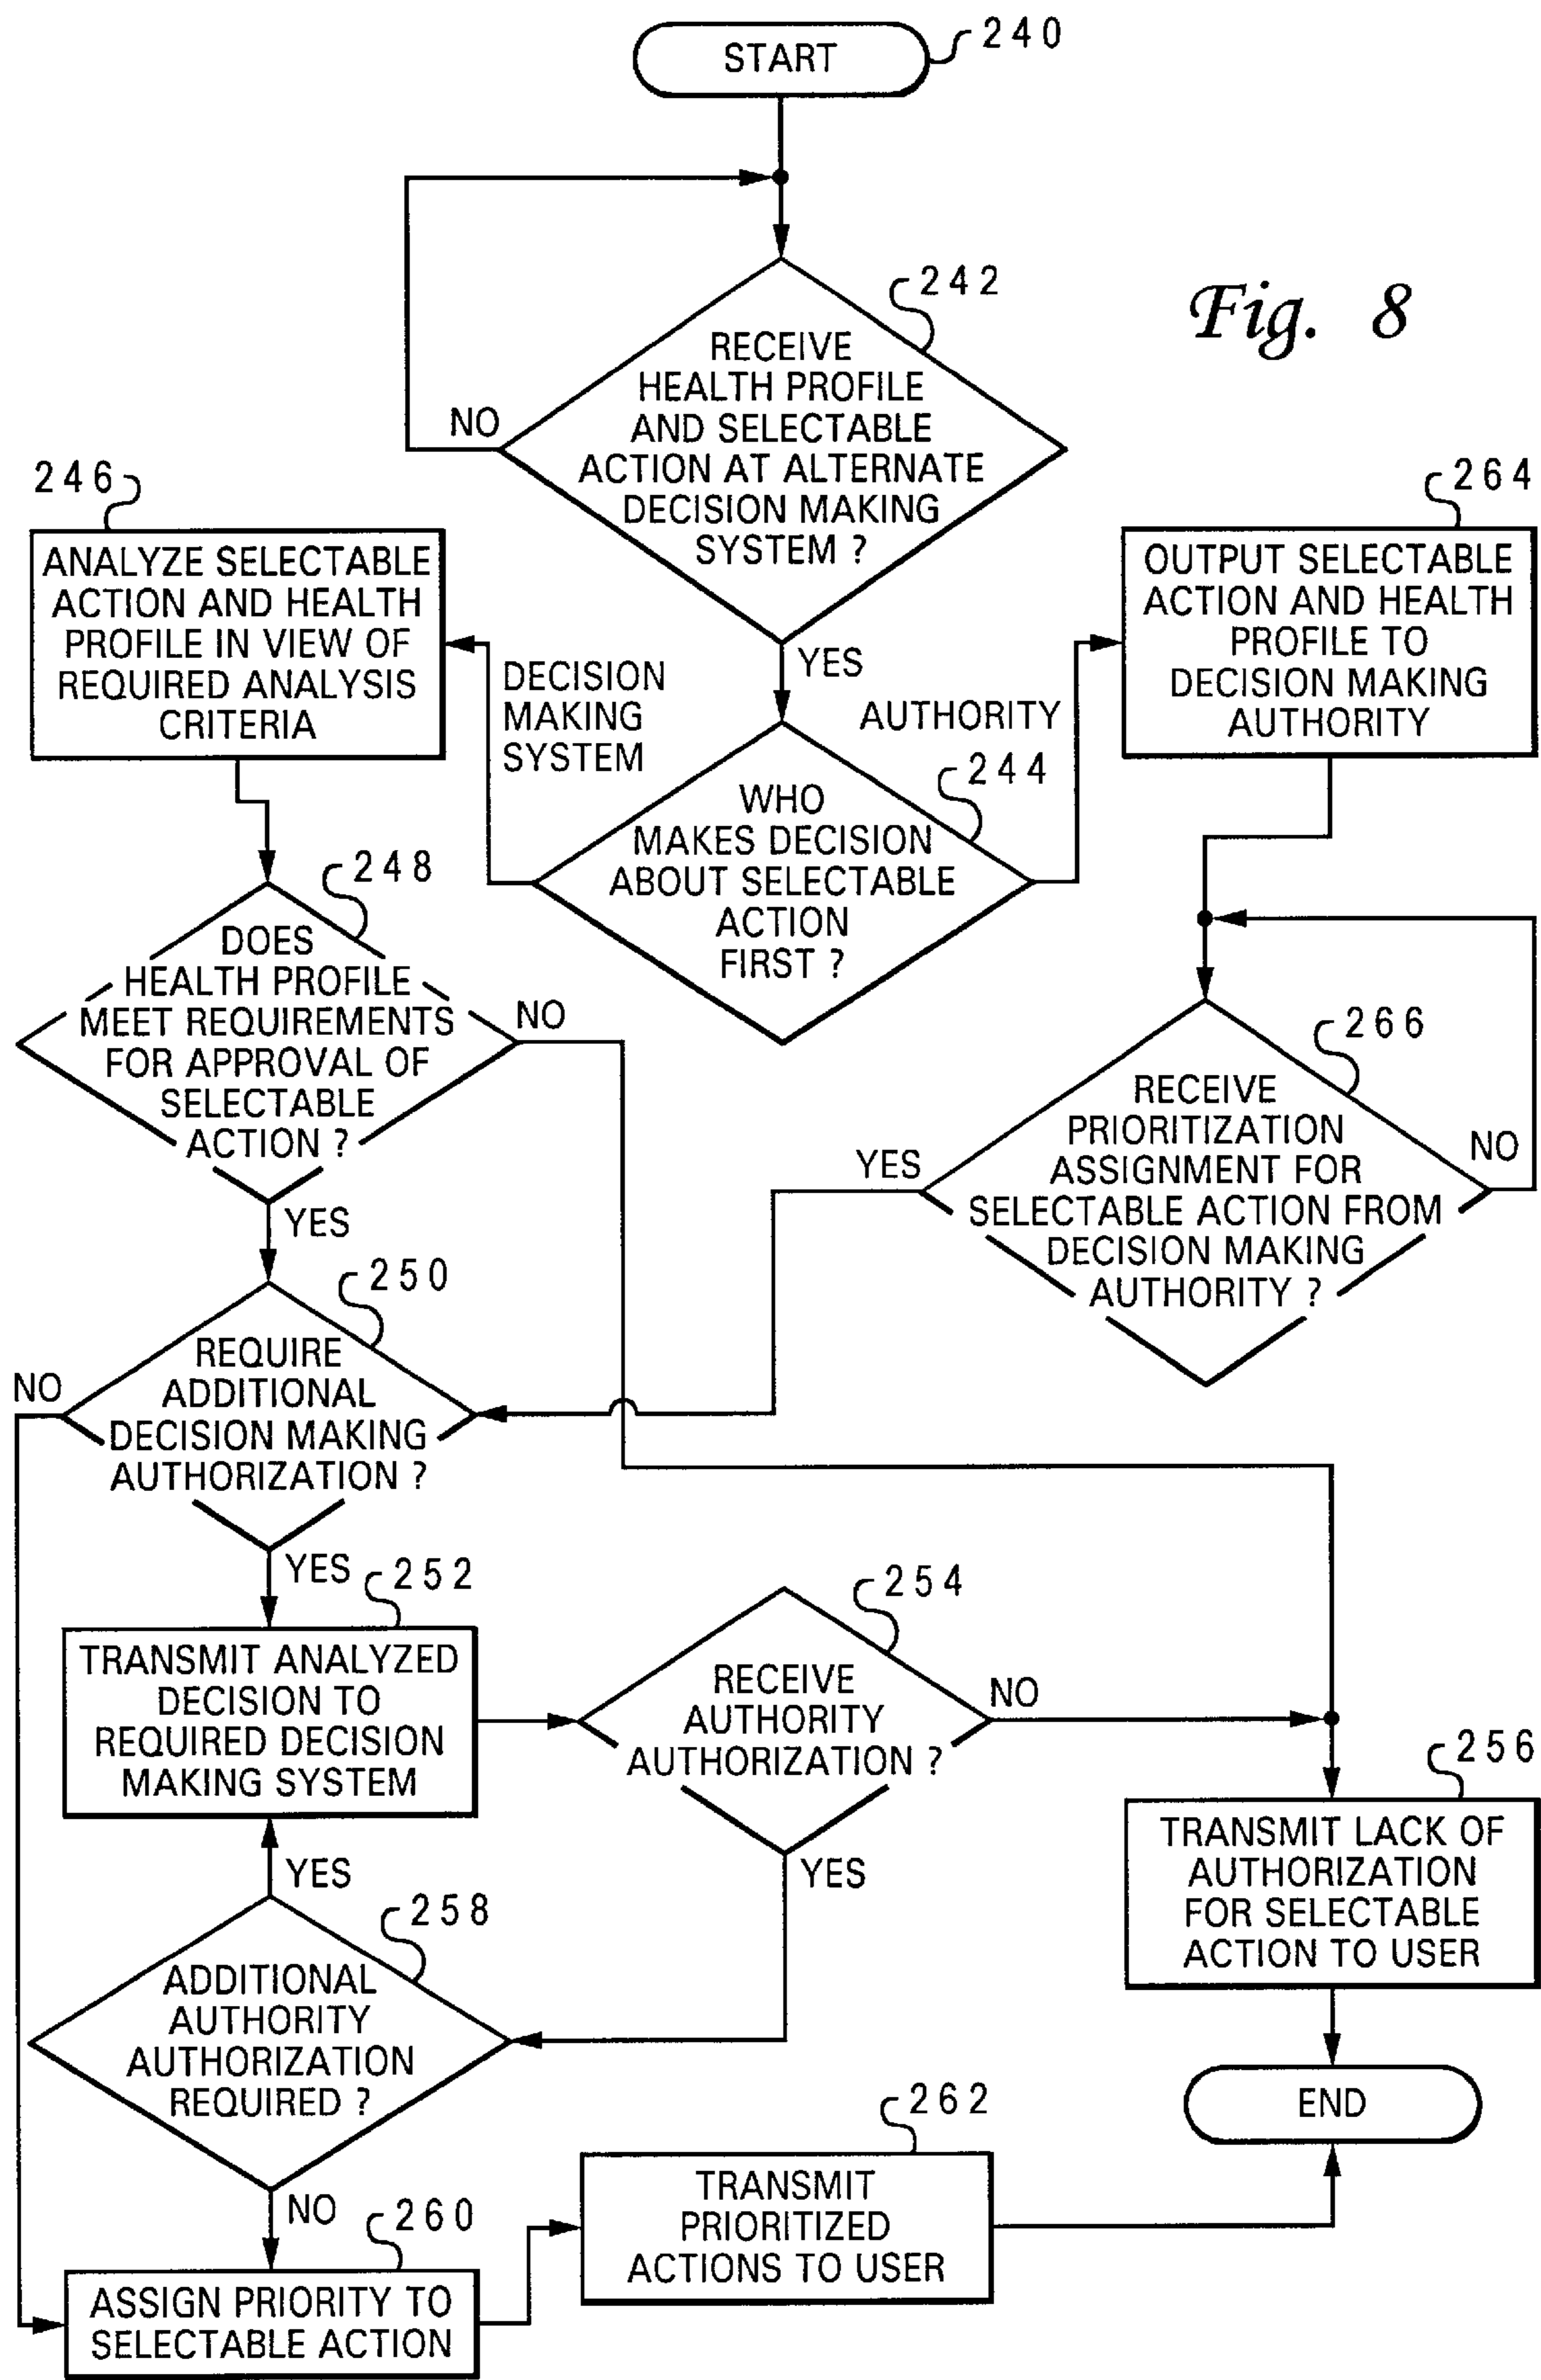 START
240
Fig. 8
242
RECEIVE
HEALTH PROFILE
AND SELECTABLE
ACTION AT ALTERNATE
DECISION MAKING
SYSTEM ?
NO
YES
246
ANALYZE SELECTABLE
ACTION AND HEALTH
PROFILE IN VIEW OF
REQUIRED ANALYSIS
CRITERIA
DECISION
MAKING
SYSTEM
AUTHORITY
264
OUTPUT SELECTABLE
ACTION AND HEALTH
PROFILE TO
DECISION MAKING
AUTHORITY
244
WHO
MAKES DECISION
ABOUT SELECTABLE
ACTION
FIRST ?
248
DOES
HEALTH PROFILE
MEET REQUIREMENTS
FOR APPROVAL OF
SELECTABLE
ACTION ?
NO
YES
266
RECEIVE
PRIORITIZATION
ASSIGNMENT FOR
SELECTABLE ACTION FROM
DECISION MAKING
AUTHORITY ?
YES
NO
250
REQUIRE
ADDITIONAL
DECISION MAKING
AUTHORIZATION ?
NO
YES
252
TRANSMIT ANALYZED
DECISION TO
REQUIRED DECISION
MAKING SYSTEM
254
RECEIVE
AUTHORITY
AUTHORIZATION ?
NO
YES
256
TRANSMIT LACK OF
AUTHORIZATION
FOR SELECTABLE
ACTION TO USER
YES
258
ADDITIONAL
AUTHORITY
AUTHORIZATION
REQUIRED ?
NO
END
262
TRANSMIT
PRIORITIZED
ACTIONS TO USER
260
ASSIGN PRIORITY TO
SELECTABLE ACTION